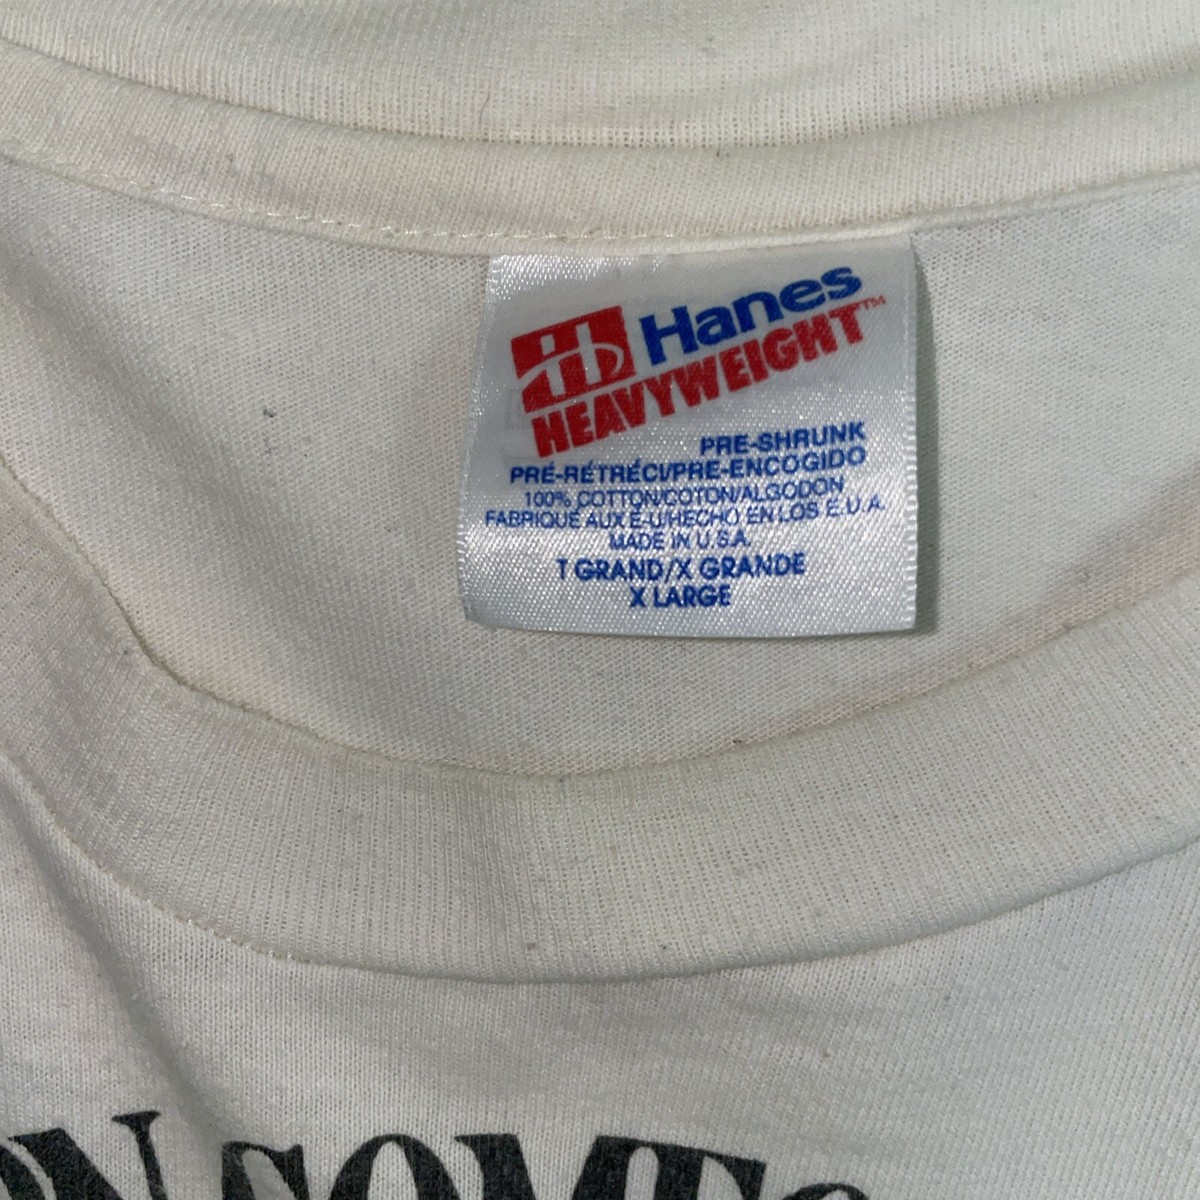 Hanes
HEAVYWEIGHT™
PRE-SHRUNK
PRÉ-RÉTRÉCI/PRE-ENCOGIDO
100% COTTON/COTON/ALGODON
FABRIQUÉ AUX É-U/HECHO EN LOS E.U.A.
MADE IN U.S.A.
T GRAND/X GRANDE
X LARGE